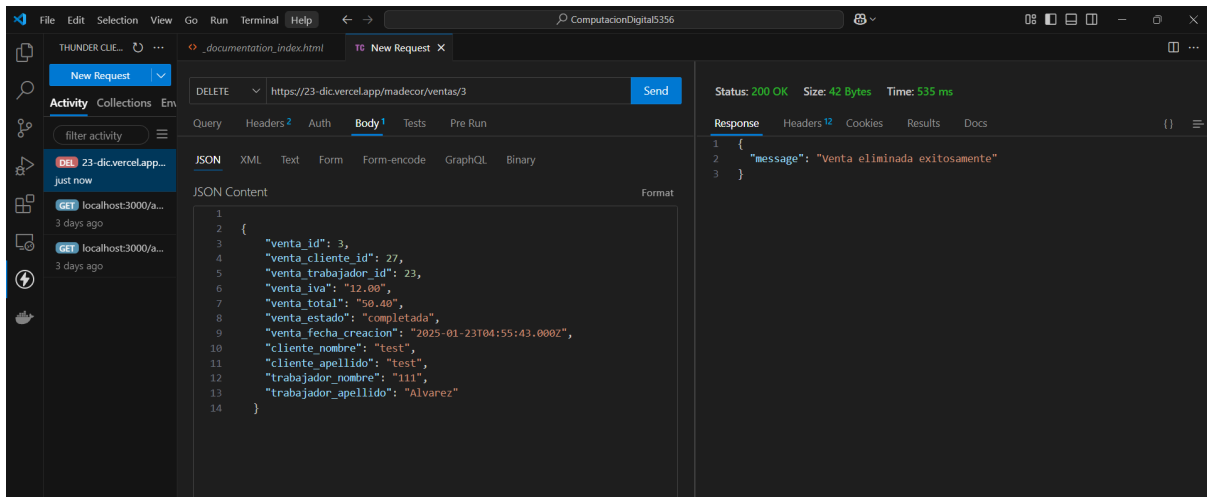 File Edit Selection View Go Run Terminal Help ComputacionDigital5356
THUNDER CLIE... 
New Request
Activity Collections Env
filter activity
DEL 23-dic.vercel.app...
just now
GET localhost:3000/a...
3 days ago
GET localhost:3000/a...
3 days ago
<> _documentation_index.html TC New Request
DELETE https://23-dic.vercel.app/madecor/ventas/3 Send
Query Headers 2 Auth Body 1 Tests Pre Run
JSON XML Text Form Form-encode GraphQL Binary
JSON Content Format
1
2 {
3 "venta_id": 3,
4 "venta_cliente_id": 27,
5 "venta_trabajador_id": 23,
6 "venta_iva": "12.00",
7 "venta_total": "50.40",
8 "venta_estado": "completada",
9 "venta_fecha_creacion": "2025-01-23T04:55:43.000Z",
10 "cliente_nombre": "test",
11 "cliente_apellido": "test",
12 "trabajador_nombre": "111",
13 "trabajador_apellido": "Alvarez"
14 }
Status: 200 OK Size: 42 Bytes Time: 535 ms
Response Headers 12 Cookies Results Docs {}
1 {
2 "message": "Venta eliminada exitosamente"
3 }